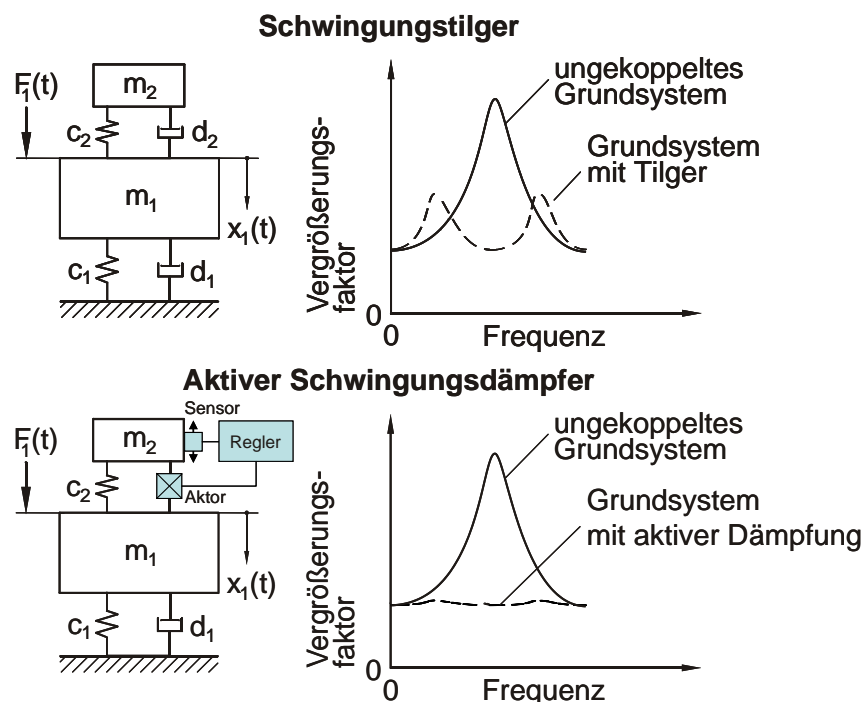 Schwingungstilger
F₁(t)
m₂
c₂
d₂
m₁
x₁(t)
c₁
d₁
Vergrößerungs-
faktor
0
0
Frequenz
ungekoppeltes
Grundsystem
Grundsystem
mit Tilger
Aktiver Schwingungsdämpfer
F₁(t)
m₂
Sensor
Regler
c₂
Aktor
m₁
x₁(t)
c₁
d₁
Vergrößerungs-
faktor
0
0
Frequenz
ungekoppeltes
Grundsystem
Grundsystem
mit aktiver Dämpfung